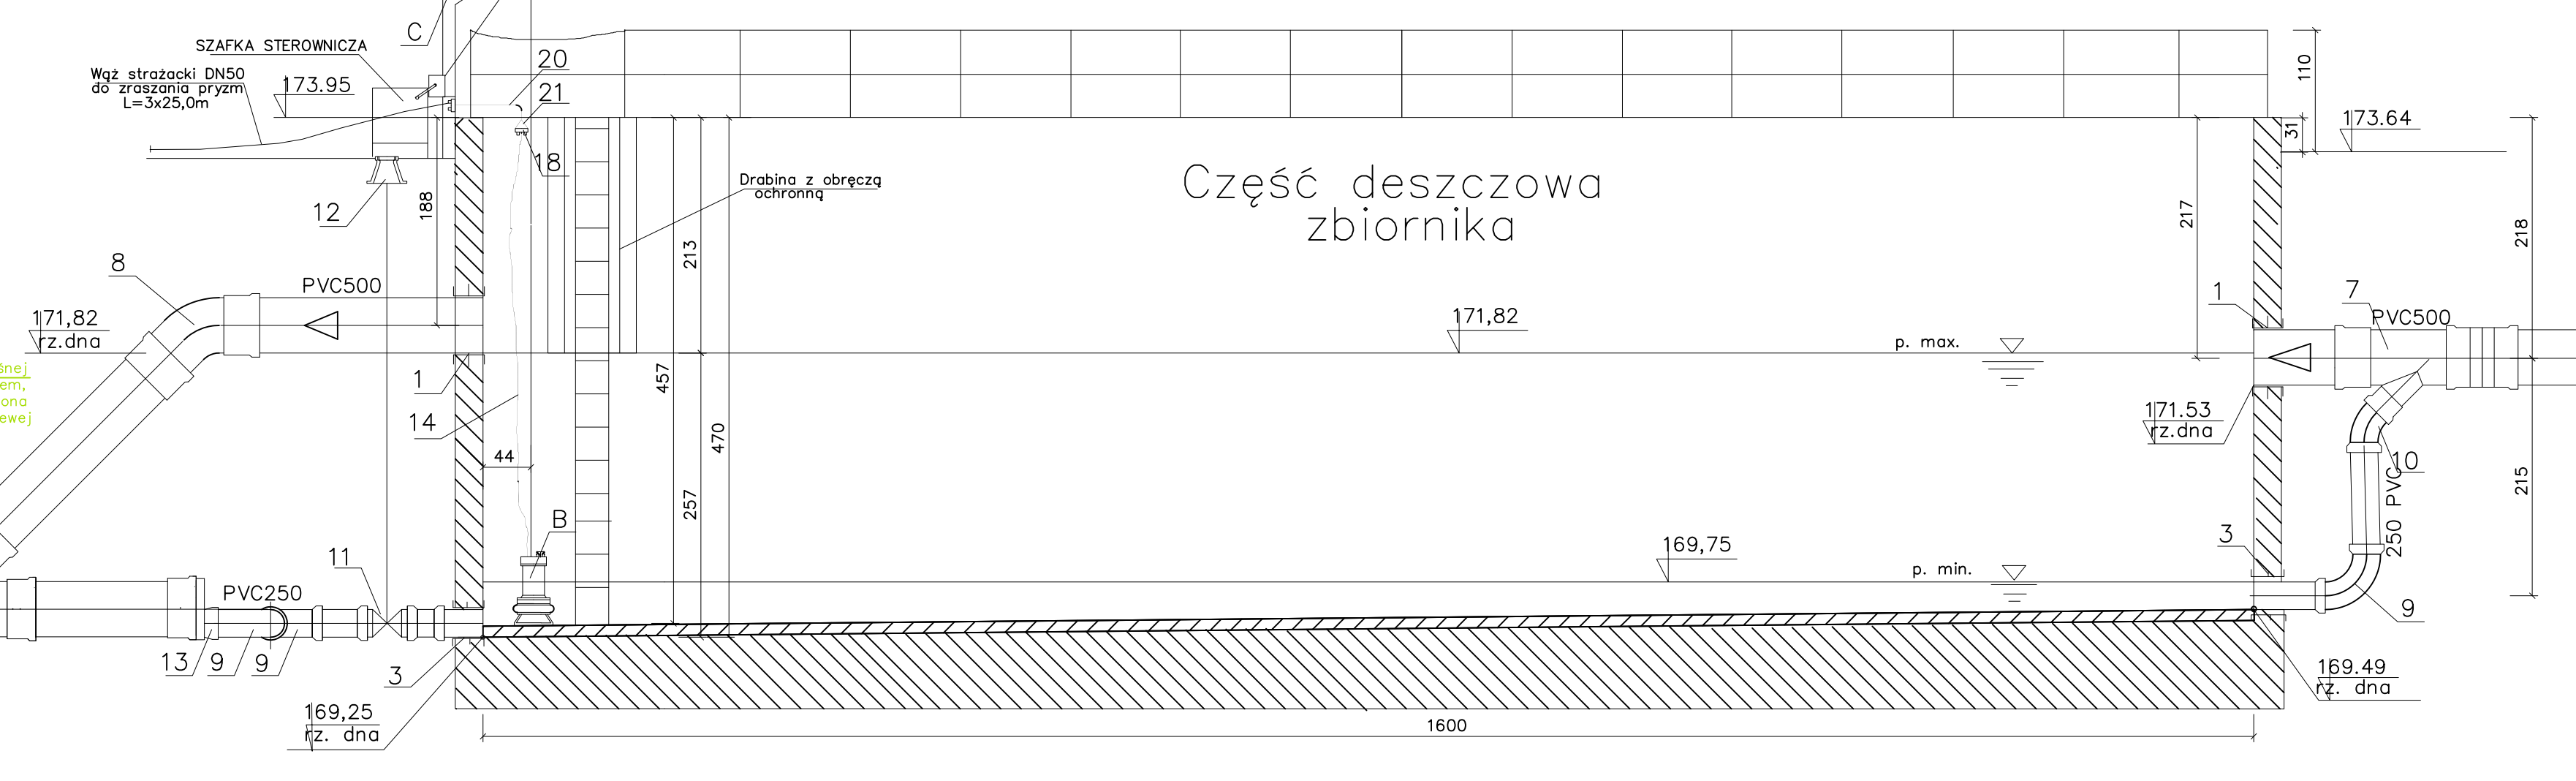 C
SZAFKA STEROWNICZA
Wąż strażacki DN50
do zraszania pryzm
L=3x25,0m
173.95
20
21
18
12
188
Drabina z obręczą
ochronną
Część deszczowa
zbiornika
110
31
173.64
217
218
213
8
PVC500
171,82
rz.dna
1
14
44
457
470
257
B
171,82
p. max.
1
7
PVC500
171.53
rz.dna
10
250 PVC
215
169,75
p. min.
3
9
11
PVC250
13
9
9
3
169,25
rz. dna
1600
169.49
rz. dna
śnej
em,
ona
ewej